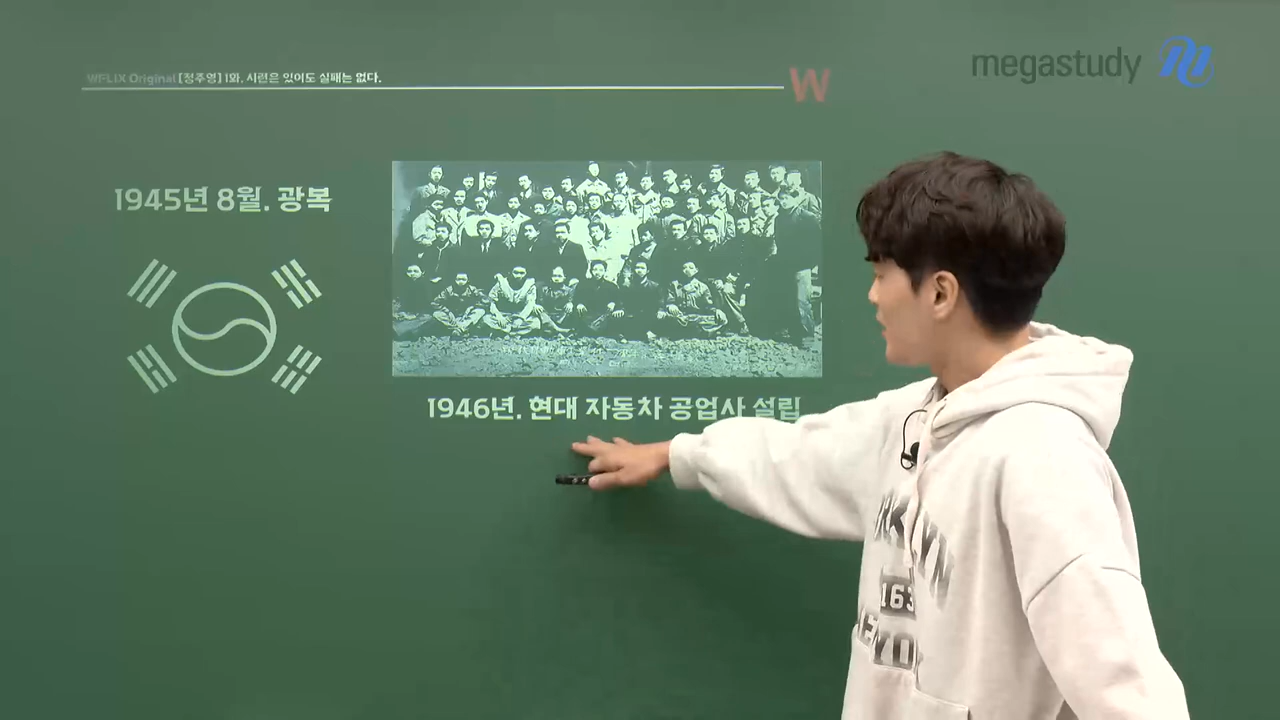 WFLIX Original [정주영] 1화. 시련은 있어도 실패는 없다.
W
megastudy
1945년 8월. 광복
1946년. 현대 자동차 공업사 설립
163